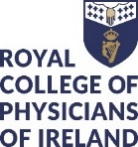 ROYAL
COLLEGE OF
PHYSICIANS
OF IRELAND